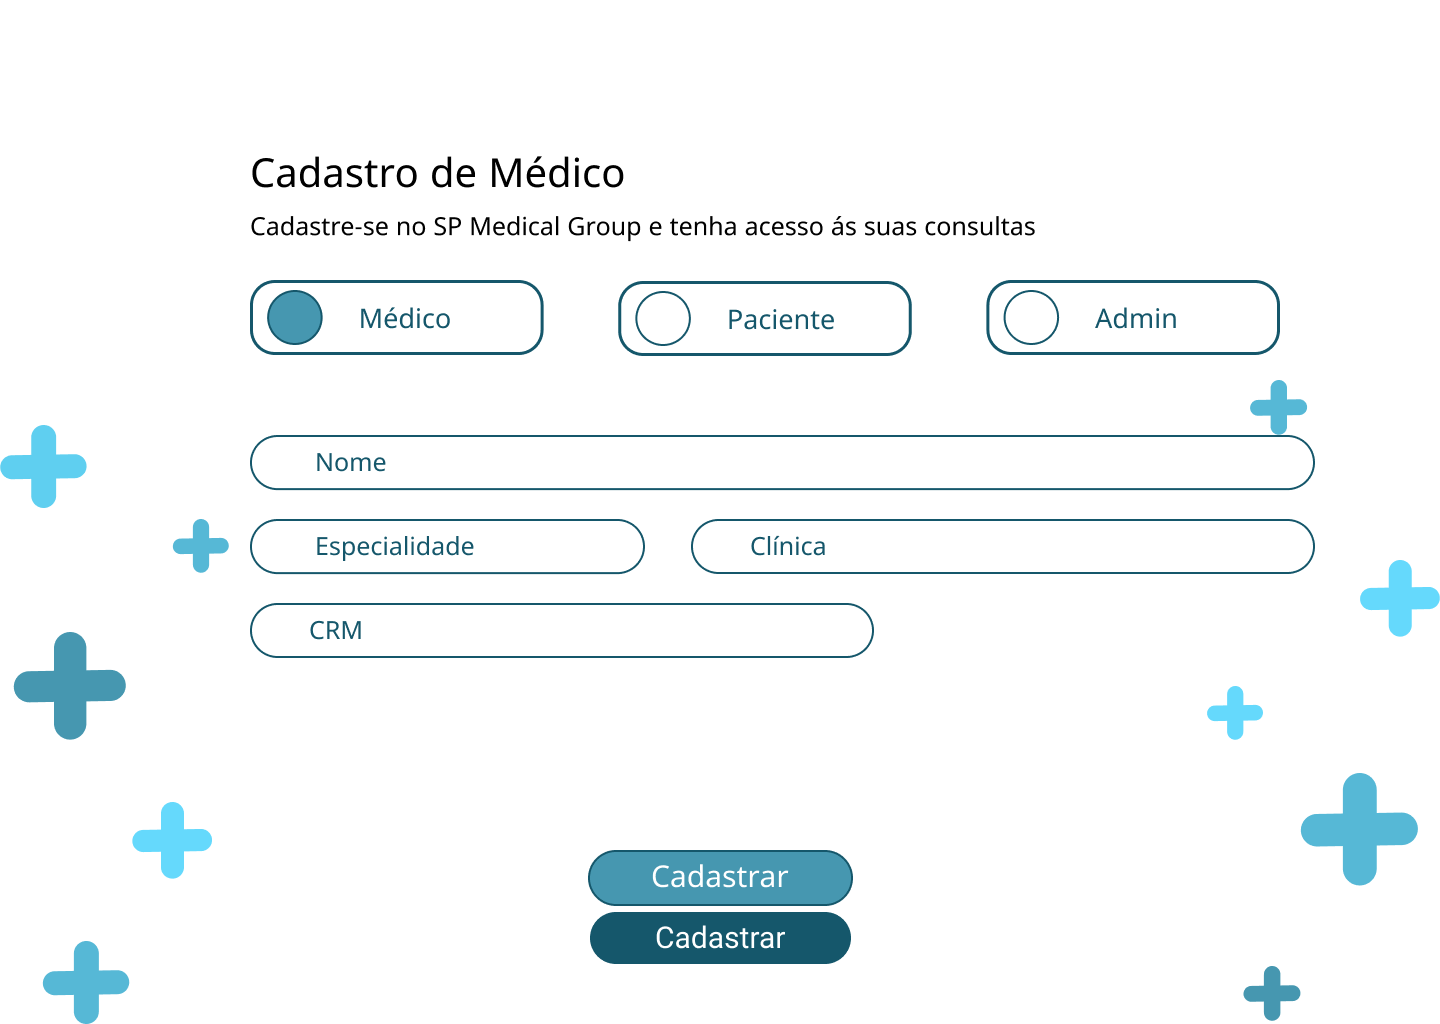 Cadastro de Médico
Cadastre-se no SP Medical Group e tenha acesso ás suas consultas
Médico
Paciente
Admin
Nome
Especialidade
Clínica
CRM
Cadastrar
Cadastrar